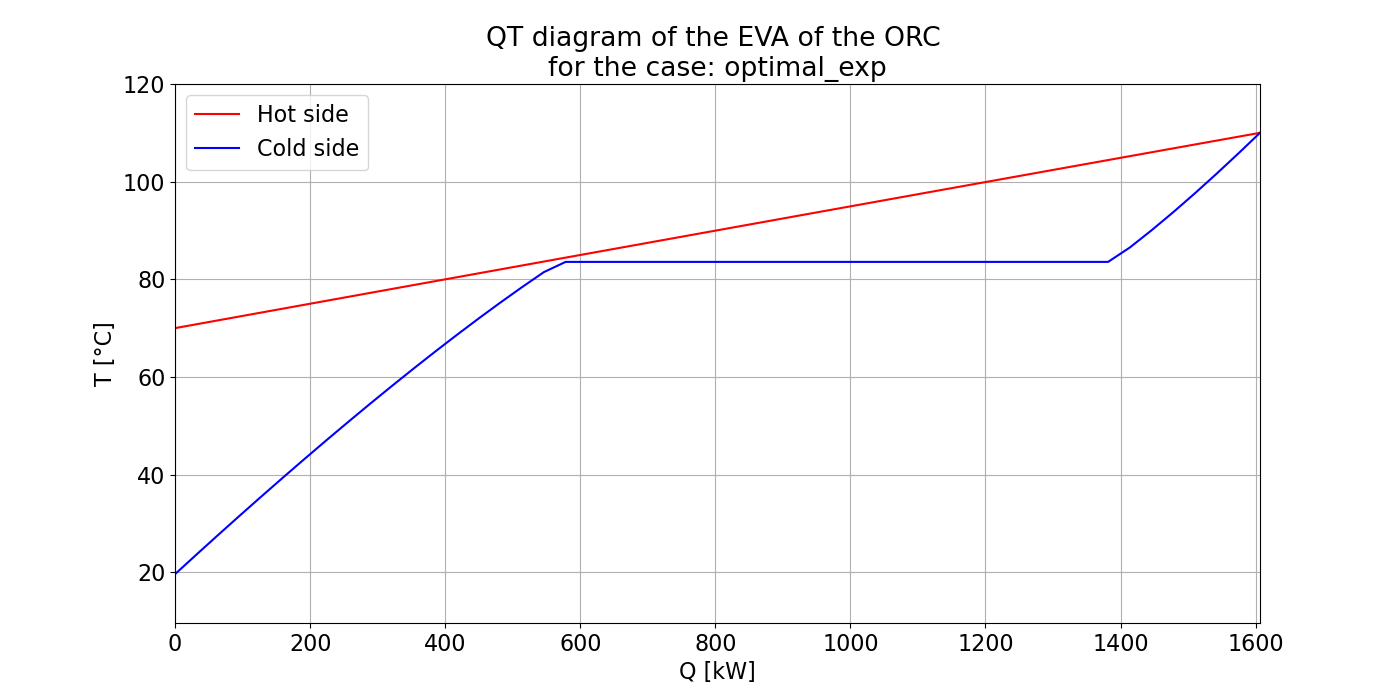 QT diagram of the EVA of the ORC
for the case: optimal_exp
Hot side
Cold side
T [°C]
120
100
80
60
40
20
0 200 400 600 800 1000 1200 1400 1600
Q [kW]